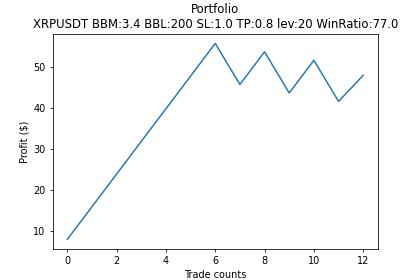 Portfolio
XRPUSDT BBM:3.4 BBL:200 SL:1.0 TP:0.8 lev:20 WinRatio:77.0
Profit ($)
50
40
30
20
10
0 2 4 6 8 10 12
Trade counts